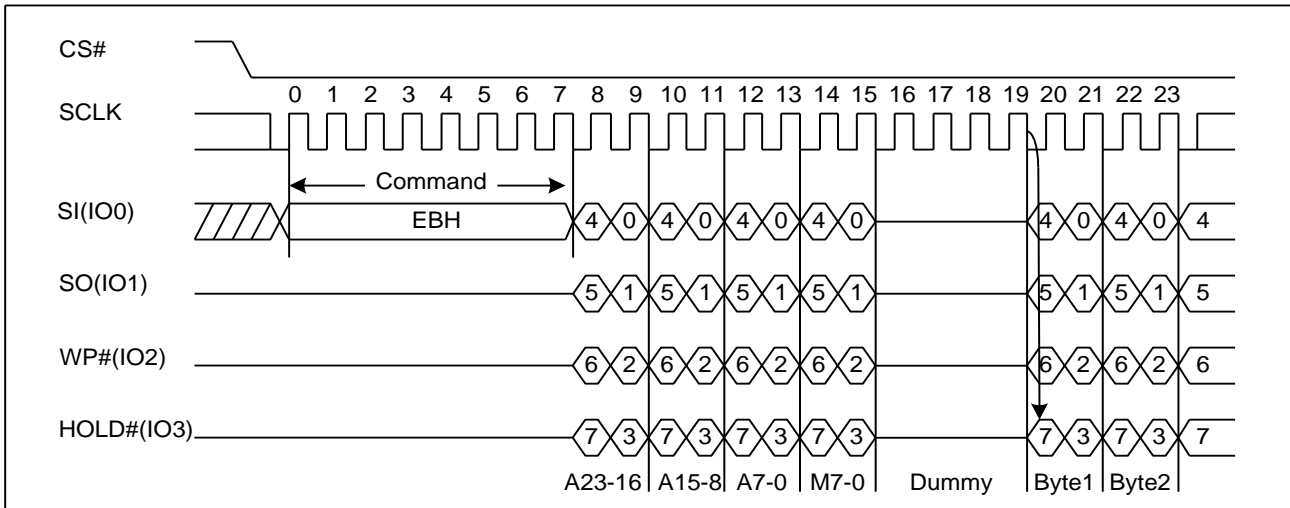 CS#
SCLK
0 1 2 3 4 5 6 7 8 9 10 11 12 13 14 15 16 17 18 19 20 21 22 23
Command
SI(IO0)
EBH
4 0 4 0 4 0 4 0 4 0 4 0 4
SO(IO1)
5 1 5 1 5 1 5 1 5 1 5 1 5
WP#(IO2)
6 2 6 2 6 2 6 2 6 2 6 2 6
HOLD#(IO3)
7 3 7 3 7 3 7 3 7 3 7 3 7
A23-16 A15-8 A7-0 M7-0 Dummy Byte1 Byte2